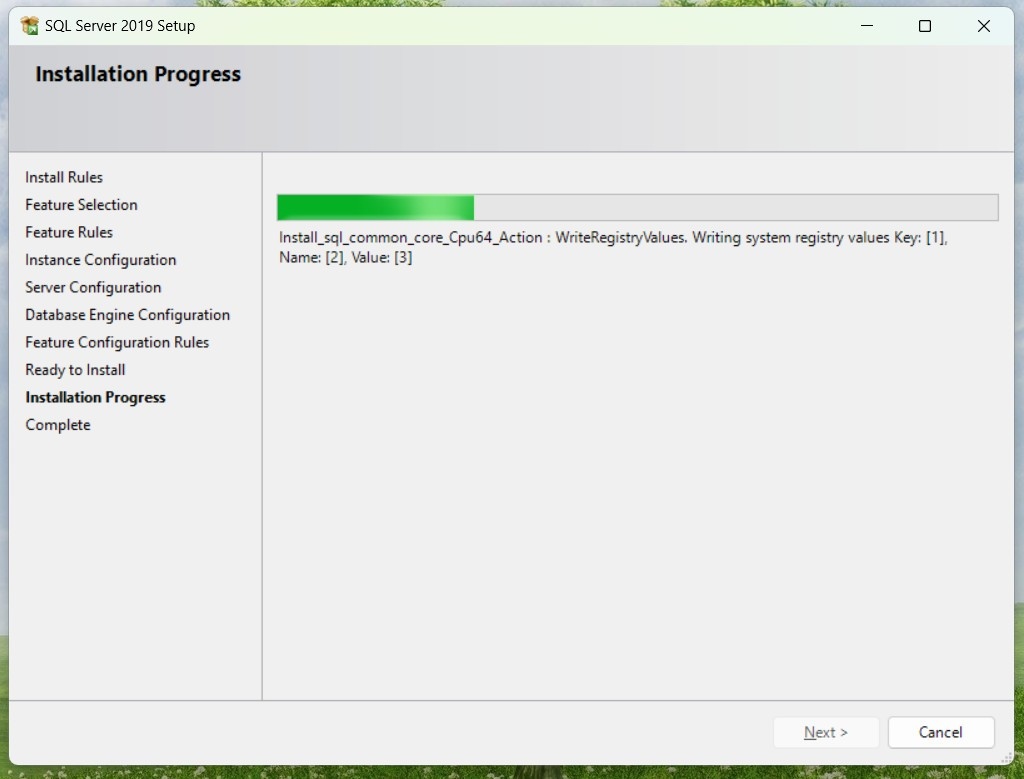 SQL Server 2019 Setup
Installation Progress
Install Rules
Feature Selection
Feature Rules
Instance Configuration
Server Configuration
Database Engine Configuration
Feature Configuration Rules
Ready to Install
Installation Progress
Complete
Install_sql_common_core_Cpu64_Action : WriteRegistryValues. Writing system registry values Key: [1],
Name: [2], Value: [3]
Next >
Cancel